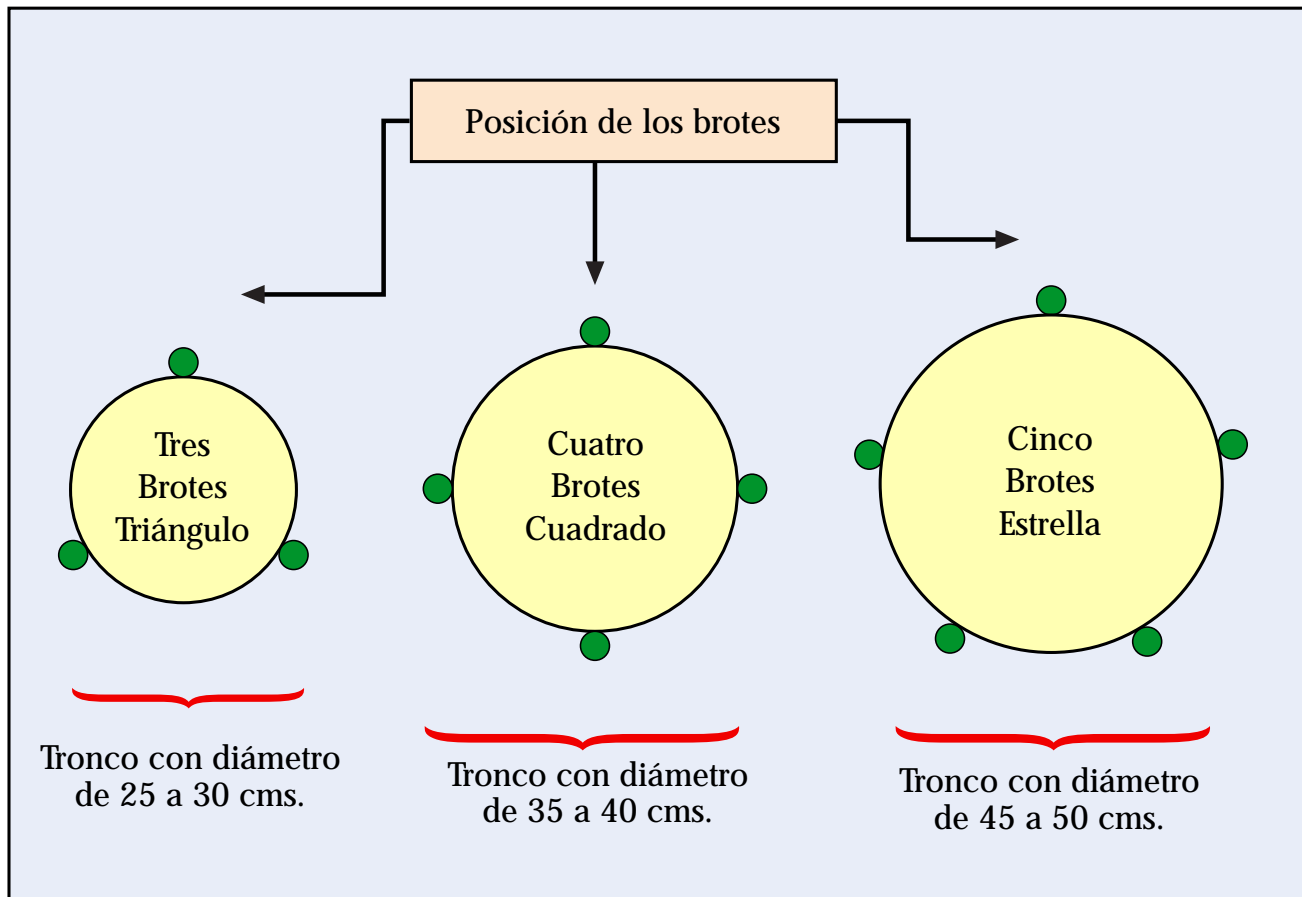 Posición de los brotes
Tres
Brotes
Triángulo
Cuatro
Brotes
Cuadrado
Cinco
Brotes
Estrella
Tronco con diámetro
de 25 a 30 cms.
Tronco con diámetro
de 35 a 40 cms.
Tronco con diámetro
de 45 a 50 cms.